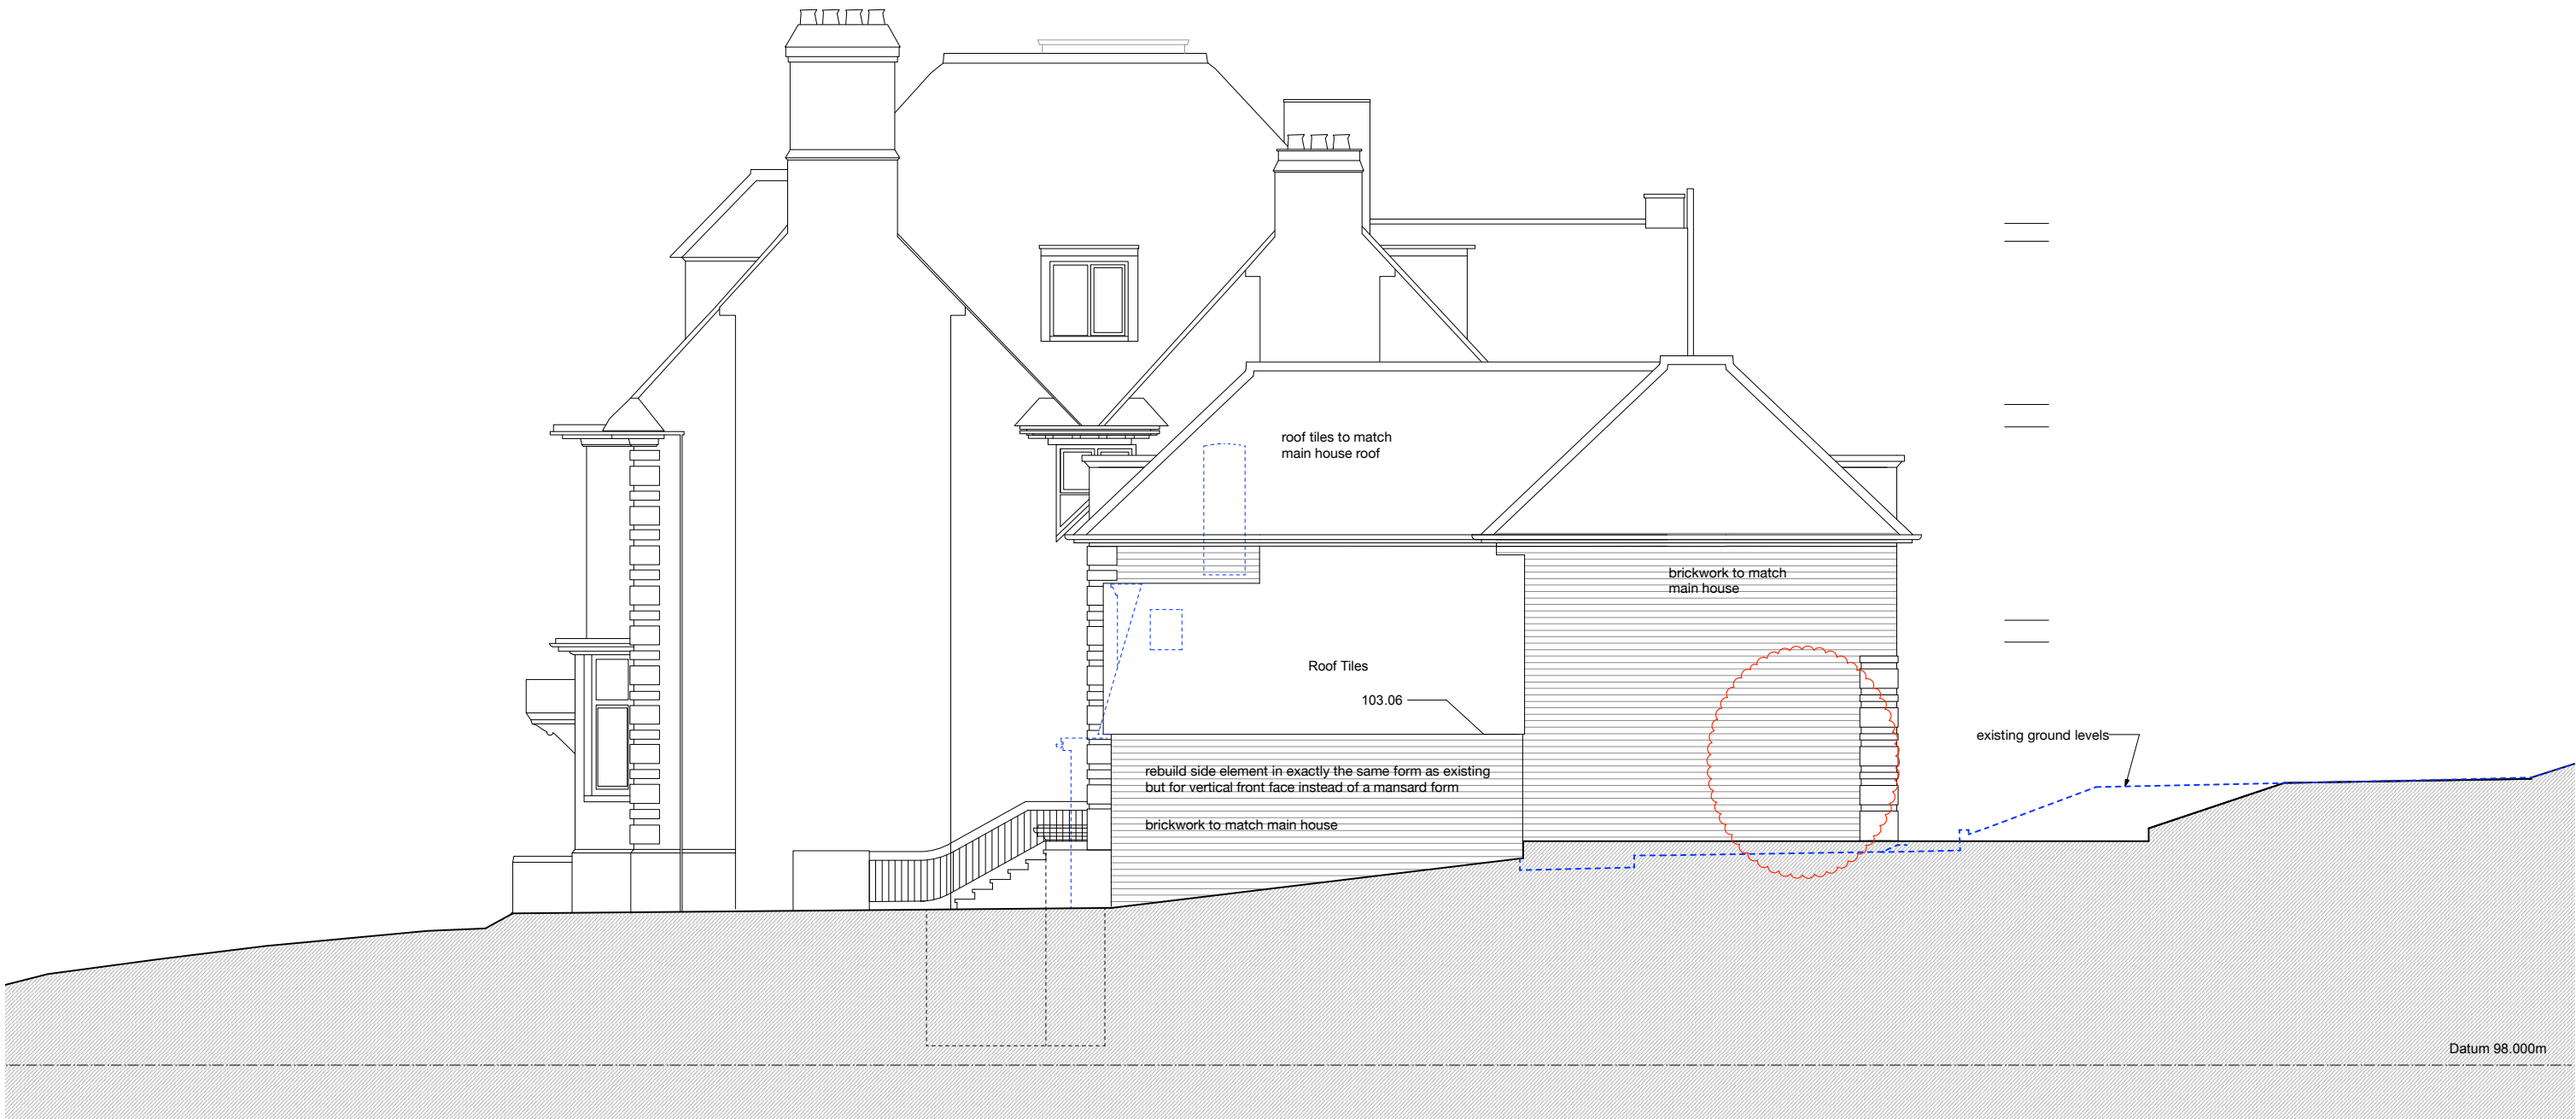 roof tiles to match
main house roof
brickwork to match
main house
Roof Tiles
103.06
existing ground levels
rebuild side element in exactly the same form as existing
but for vertical front face instead of a mansard form
brickwork to match main house
Datum 98.000m